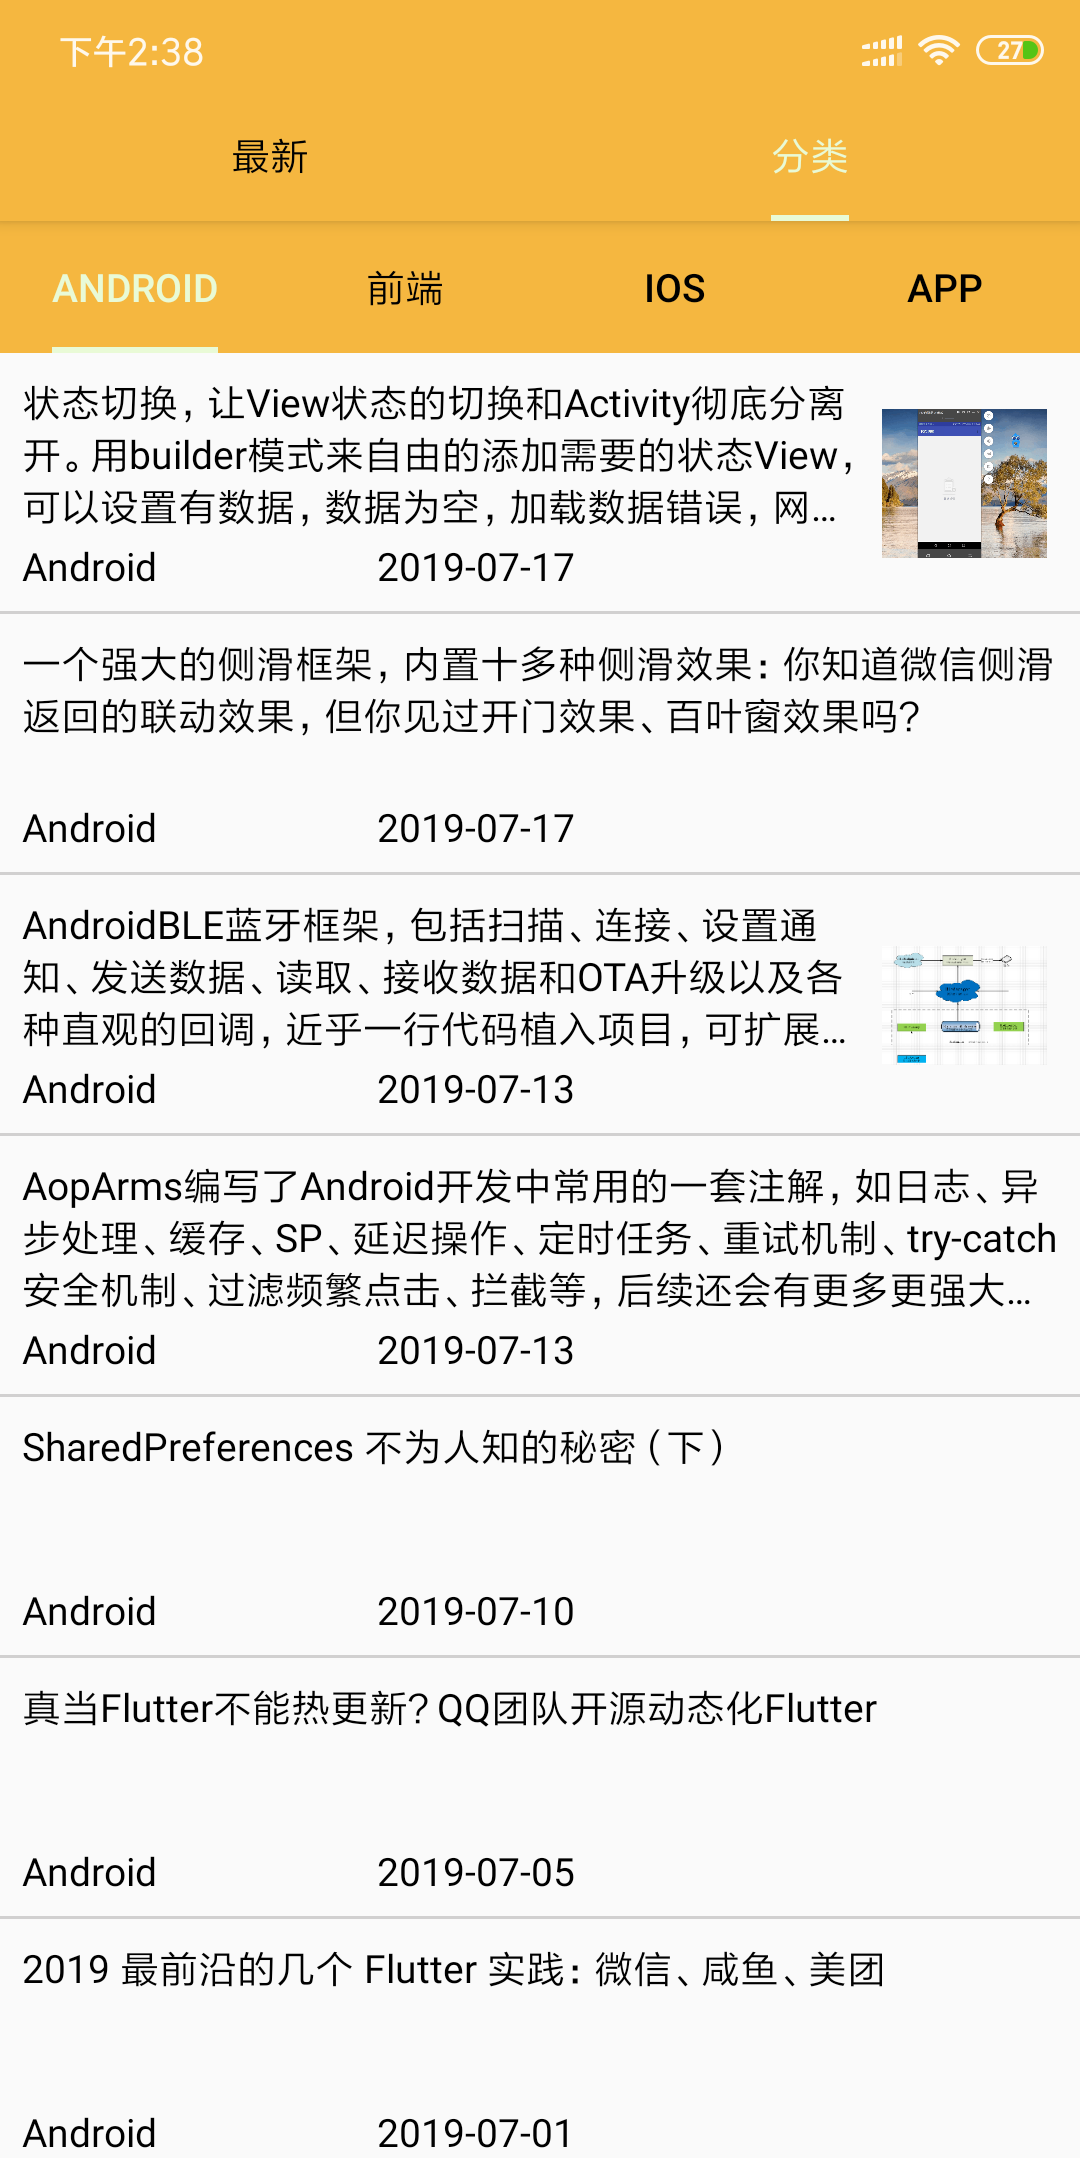 下午2:38
27
最新
分类
ANDROID
前端
IOS
APP
状态切换，让View状态的切换和Activity彻底分离
开。用builder模式来自由的添加需要的状态View，
可以设置有数据，数据为空，加载数据错误，网...
Android
2019-07-17
一个强大的侧滑框架，内置十多种侧滑效果：你知道微信侧滑
返回的联动效果，但你见过开门效果、百叶窗效果吗？
Android
2019-07-17
AndroidBLE蓝牙框架，包括扫描、连接、设置通
知、发送数据、读取、接收数据和OTA升级以及各
种直观的回调，近乎一行代码植入项目，可扩展...
Android
2019-07-13
AopArms编写了Android开发中常用的一套注解，如日志、异
步处理、缓存、SP、延迟操作、定时任务、重试机制、try-catch
安全机制、过滤频繁点击、拦截等，后续还会有更多更强大...
Android
2019-07-13
SharedPreferences 不为人知的秘密（下）
Android
2019-07-10
真当Flutter不能热更新？QQ团队开源动态化Flutter
Android
2019-07-05
2019 最前沿的几个 Flutter 实践：微信、咸鱼、美团
Android
2019-07-01